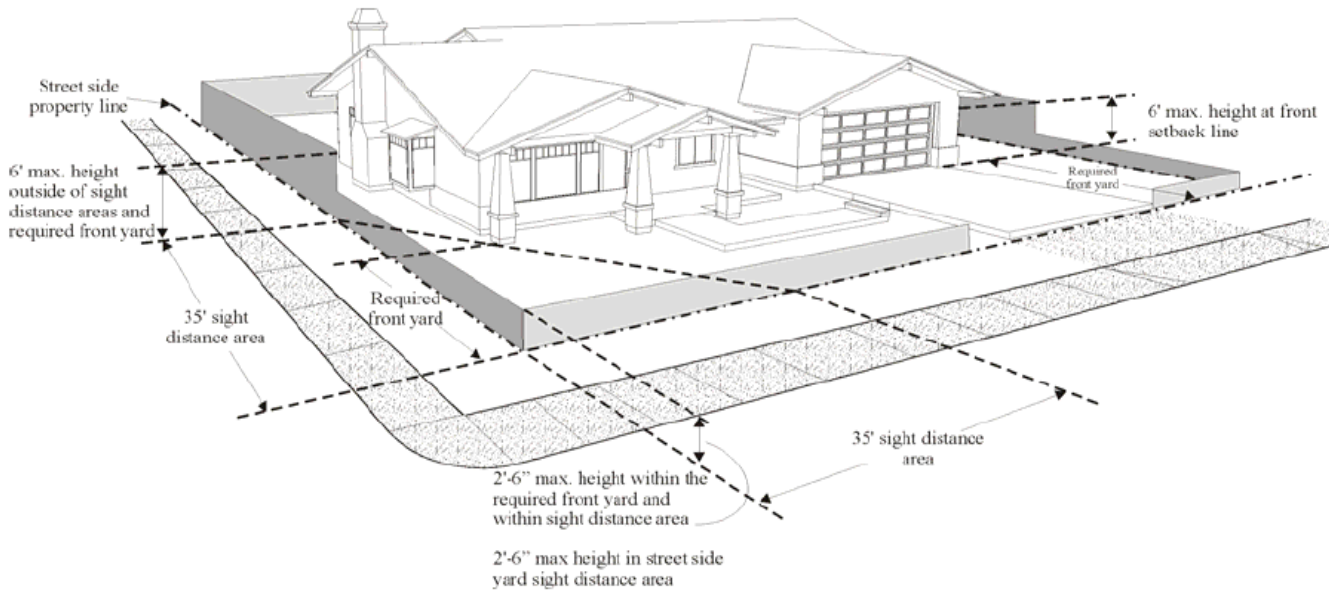 Street side
property line
6' max. height
outside of sight
distance areas and
required front yard
35' sight
distance area
Required
front yard
6' max. height at front
setback line
Required
front yard
35' sight distance
area
2'-6” max. height within the
required front yard and
within sight distance area
2'-6” max height in street side
yard sight distance area